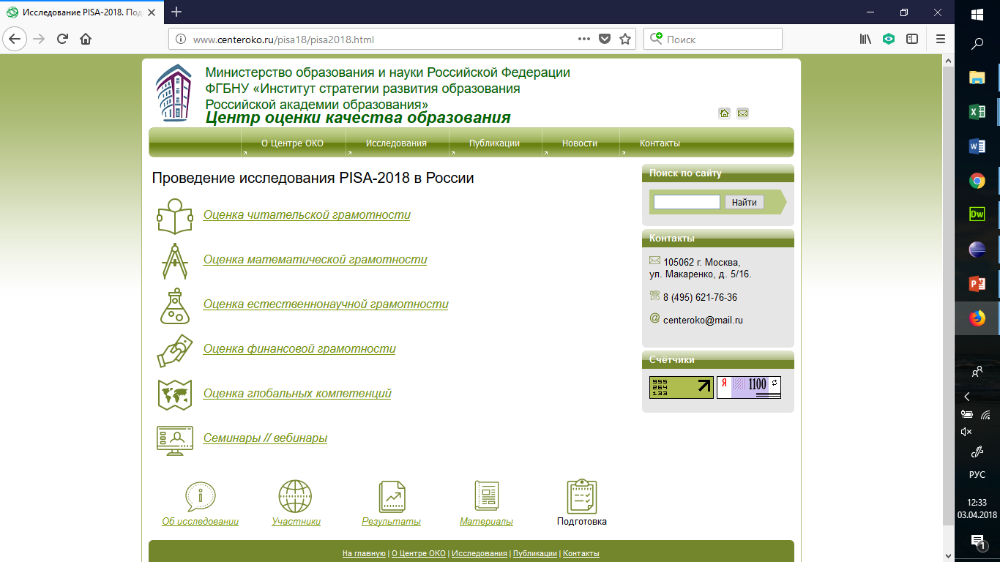 Исследование PISA-2018. Под
www.centeroko.ru/pisa18/pisa2018.html
Поиск
Министерство образования и науки Российской Федерации
ФГБНУ «Институт стратегии развития образования
Российской академии образования»
Центр оценки качества образования
О Центре ОКО
Исследования
Публикации
Новости
Контакты
Проведение исследования PISA-2018 в России
Оценка читательской грамотности
Оценка математической грамотности
Оценка естественнонаучной грамотности
Оценка финансовой грамотности
Оценка глобальных компетенций
Семинары // вебинары
Об исследовании
Участники
Результаты
Материалы
Подготовка
Поиск по сайту
Найти
Контакты
105062 г. Москва,
ул. Макаренко, д. 5/16.
8 (495) 621-76-36
@ centeroko@mail.ru
Счётчики
955
264
133
Я 1100
На главную | О Центре ОКО | Исследования | Публикации | Контакты
Dw
РУС
12:33
03.04.2018
1